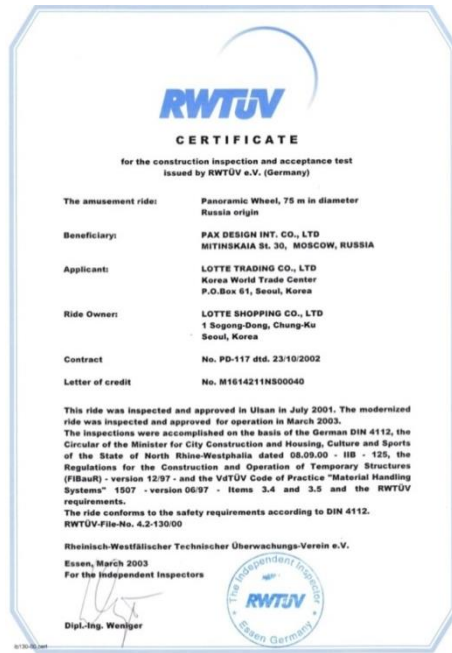 RWTÜV
CERTIFICATE
for the construction inspection and acceptance test
issued by RWTÜV e.V. (Germany)
The amusement ride: Panoramic Wheel, 75 m in diameter
Russia origin
Beneficiary: PAX DESIGN INT. CO., LTD
MITINSKAIA St. 30, MOSCOW, RUSSIA
Applicant: LOTTE TRADING CO., LTD
Korea World Trade Center
P.O.Box 61, Seoul, Korea
Ride Owner: LOTTE SHOPPING CO., LTD
1 Sogong-Dong, Chung-Ku
Seoul, Korea
Contract No. PD-117 dtd. 23/10/2002
Letter of credit No. M1614211NS00040
This ride was inspected and approved in Ulsan in July 2001. The modernized
ride was inspected and approved for operation in March 2003.
The inspections were accomplished on the basis of the German DIN 4112, the
Circular of the Minister for City Construction and Housing, Culture and Sports
of the State of North Rhine-Westphalia dated 08.09.00 - IIB - 125, the
Regulations for the Construction and Operation of Temporary Structures
(FlBauR) - version 12/97 - and the VdTÜV Code of Practice "Material Handling
Systems" 1507 - version 06/97 - Items 3.4 and 3.5 and the RWTÜV
requirements.
The ride conforms to the safety requirements according to DIN 4112.
RWTÜV-File-No. 4.2-130/00
Rheinisch-Westfälischer Technischer Überwachungs-Verein e.V.
Essen, March 2003
For the Independent Inspectors
Dipl.-Ing. Weniger
The Independent Inspectors
RWTÜV
Essen Germany